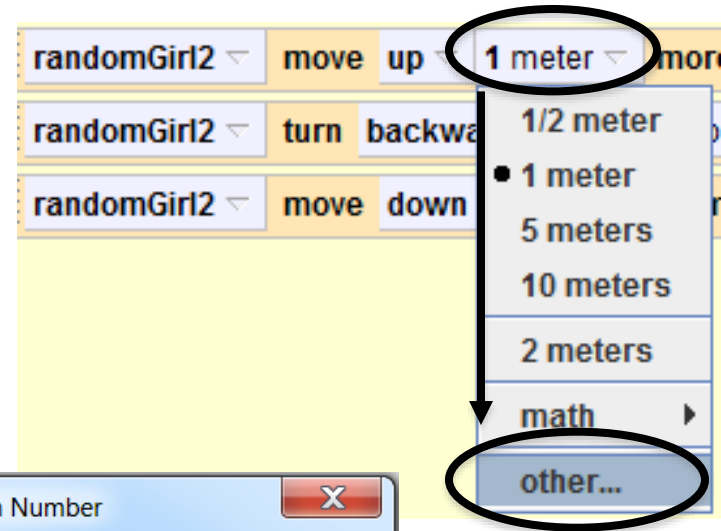 randomGirl2 move up 1 meter more
randomGirl2 turn
randomGirl2 move down
1/2 meter
1 meter
5 meters
10 meters
2 meters
math
other...
Number